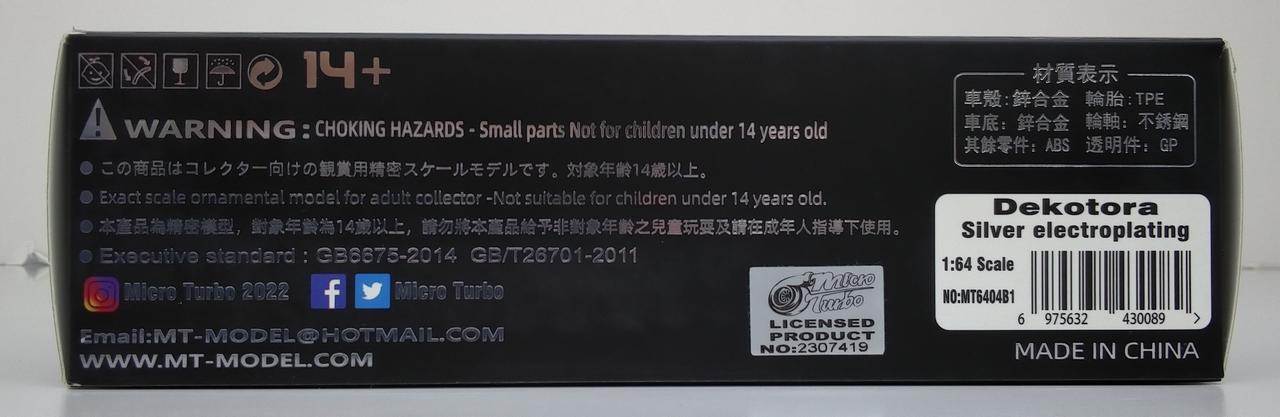 14+
WARNING : CHOKING HAZARDS - Small parts Not for children under 14 years old
● この商品はコレクター向けの観賞用精密スケールモデルです。対象年齢14歳以上。
● Exact scale ornamental model for adult collector -Not suitable for children under 14 years old.
● 本產品為精密模型，對象年齡為14歲以上，請勿將本產品給予非對象年齡之兒童玩耍及請在成年人指導下使用。
● Executive standard : GB6675-2014 GB/T26701-2011
Micro Turbo 2022 Micro Turbo
Email:MT-MODEL@HOTMAIL.COM
WWW.MT-MODEL.COM
Micro
Turbo
LICENSED
PRODUCT
NO:2307419
材質表示
車殼:鋅合金 輪胎:TPE
車底:鋅合金 輪軸:不銹鋼
其餘零件:ABS 透明件:GP
Dekotora
Silver electroplating
1:64 Scale
NO:MT6404B1
6 975632 430089 >
MADE IN CHINA